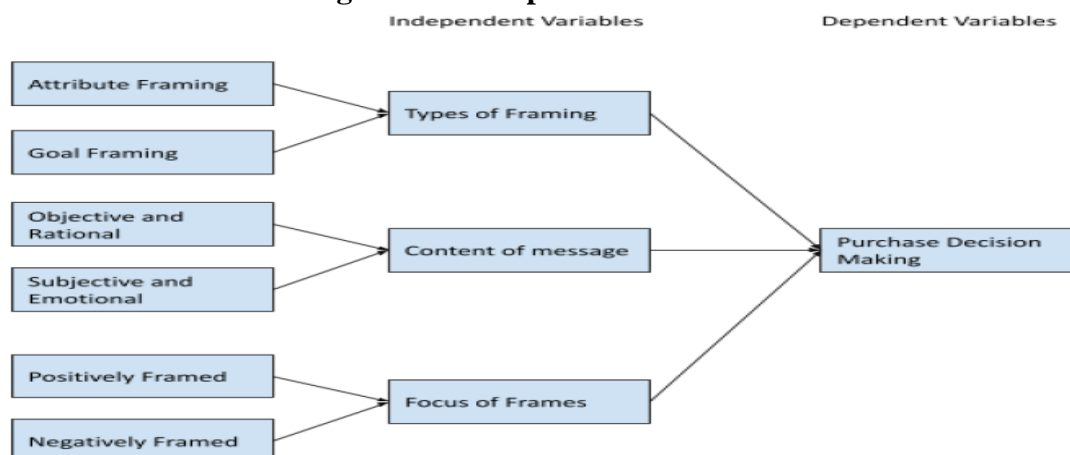 Independent Variables
Dependent Variables
Attribute Framing
Types of Framing
Goal Framing
Objective and
Rational
Content of message
Purchase Decision
Making
Subjective and
Emotional
Positively Framed
Focus of Frames
Negatively Framed